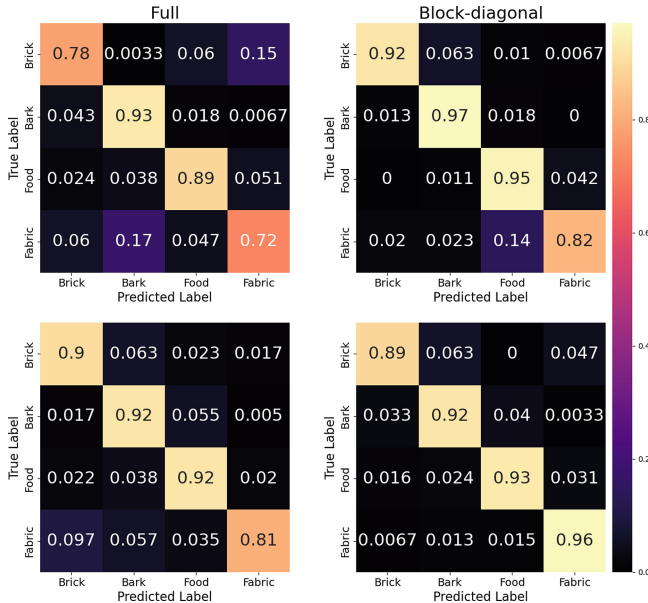 Full
Block-diagonal
True Label
Brick
0.78 0.0033 0.06 0.15
Bark
0.043 0.93 0.018 0.0067
Food
0.024 0.038 0.89 0.051
Fabric
0.06 0.17 0.047 0.72
Brick Bark Food Fabric
Predicted Label
True Label
Brick
0.92 0.063 0.01 0.0067
Bark
0.013 0.97 0.018 0
Food
0 0.011 0.95 0.042
Fabric
0.02 0.023 0.14 0.82
Brick Bark Food Fabric
Predicted Label
True Label
Brick
0.9 0.063 0.023 0.017
Bark
0.017 0.92 0.055 0.005
Food
0.022 0.038 0.92 0.02
Fabric
0.097 0.057 0.035 0.81
Brick Bark Food Fabric
Predicted Label
True Label
Brick
0.89 0.063 0 0.047
Bark
0.033 0.92 0.04 0.0033
Food
0.016 0.024 0.93 0.031
Fabric
0.0067 0.013 0.015 0.96
Brick Bark Food Fabric
Predicted Label